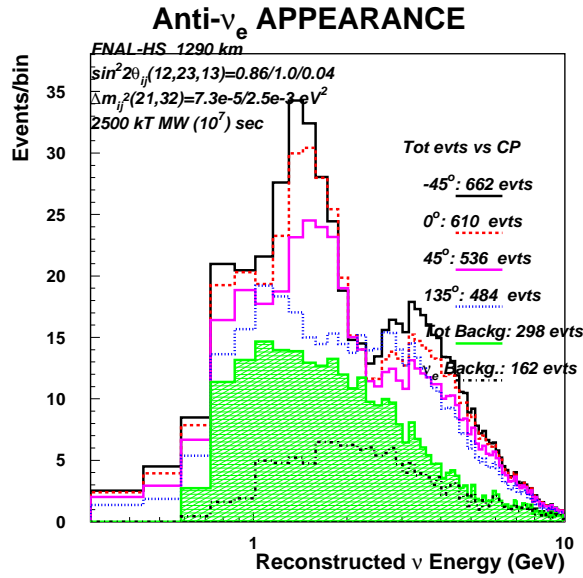 Anti-νe APPEARANCE
FNAL-HS 1290 km
sin²2θij(12,23,13)=0.86/1.0/0.04
Δmij²(21,32)=7.3e-5/2.5e-3 eV²
2500 kT MW (10⁷) sec
Tot evts vs CP
-45°: 662 evts
0°: 610 evts
45°: 536 evts
135°: 484 evts
Tot Backg: 298 evts
νe Backg.: 162 evts
Events/bin
35
30
25
20
15
10
5
0
1 10
Reconstructed ν Energy (GeV)